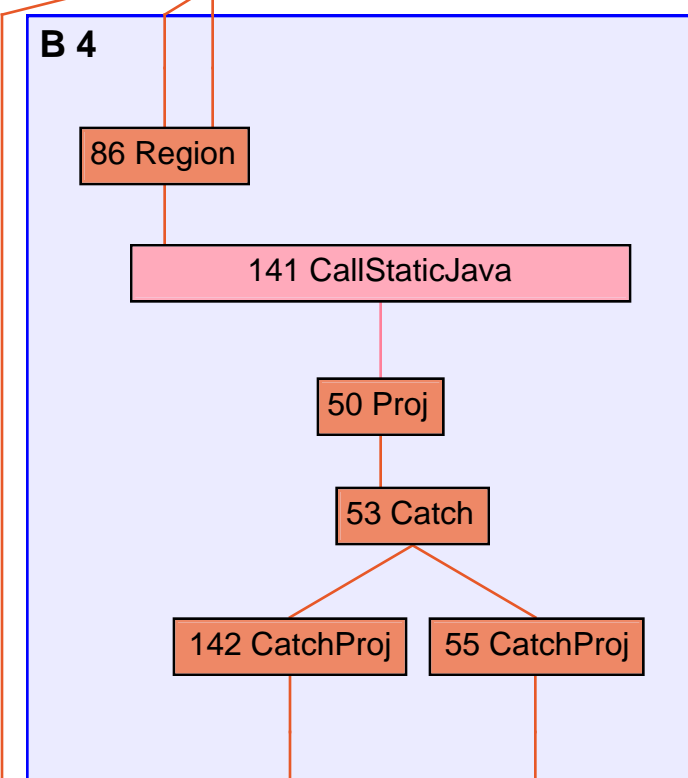 B 4
86 Region
141 CallStaticJava
50 Proj
53 Catch
142 CatchProj
55 CatchProj